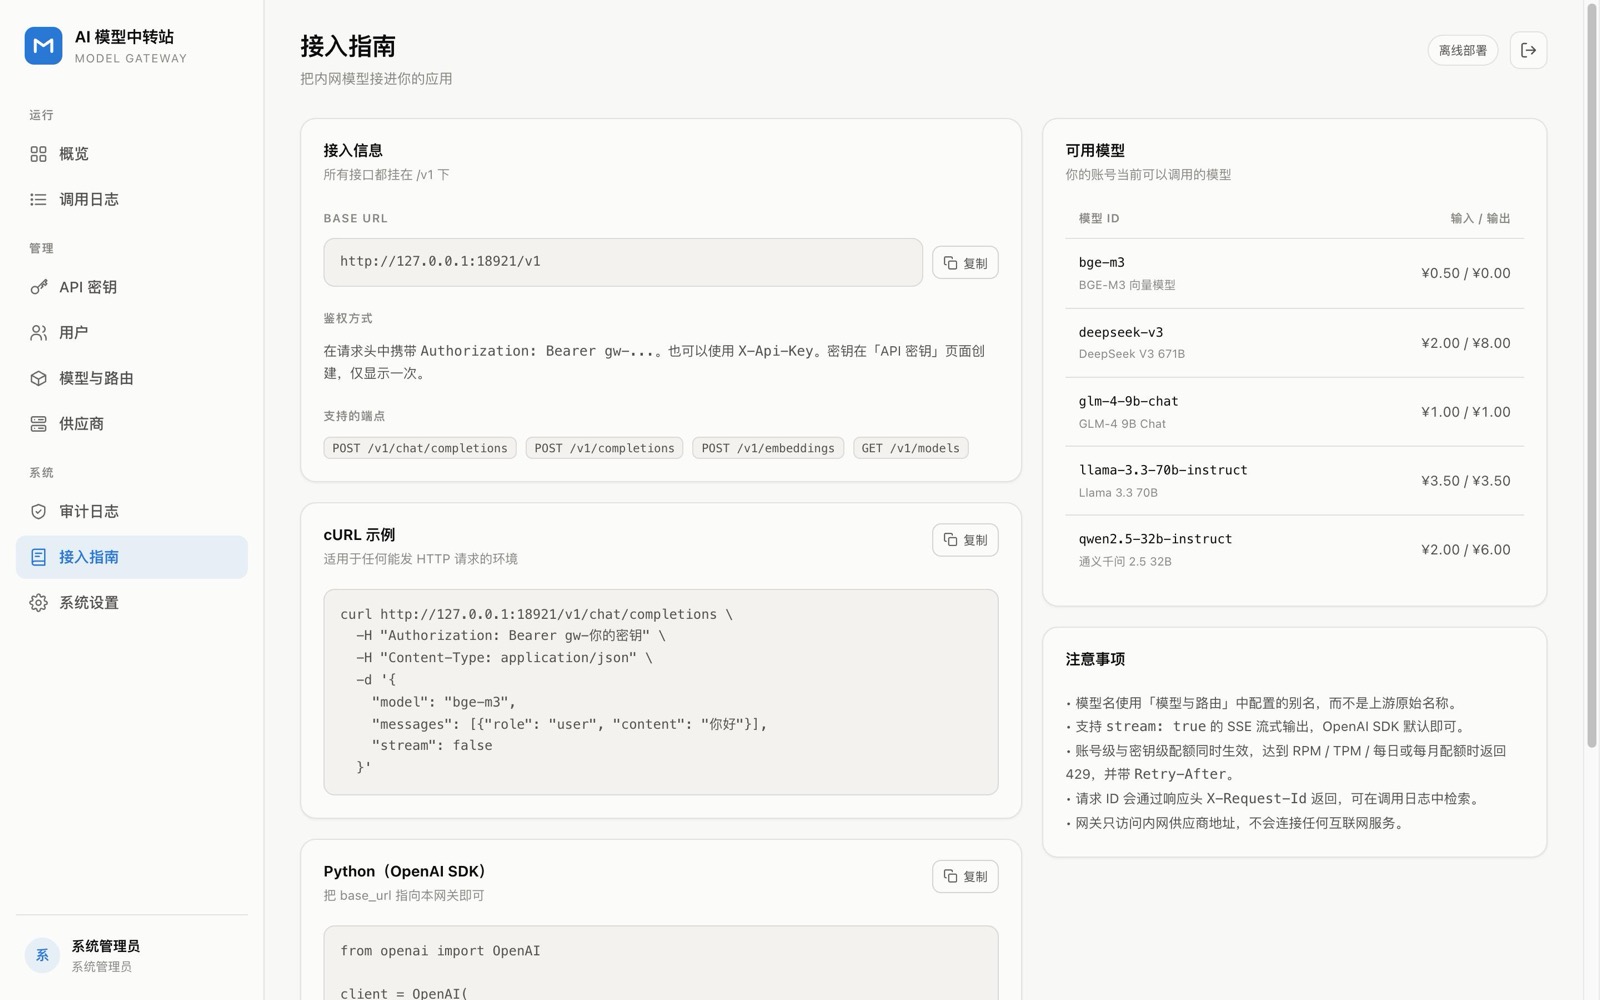 AI 模型中转站
MODEL GATEWAY
运行
概览
调用日志
管理
API 密钥
用户
模型与路由
供应商
系统
审计日志
接入指南
系统设置
系
系统管理员
系统管理员
接入指南
把内网模型接进你的应用
离线部署
接入信息
所有接口都挂在 /v1 下
BASE URL
http://127.0.0.1:18921/v1
复制
鉴权方式
在请求头中携带 Authorization: Bearer gw-...。也可以使用 X-Api-Key。密钥在「API 密钥」页面创
建，仅显示一次。
支持的端点
POST /v1/chat/completions
POST /v1/completions
POST /v1/embeddings
GET /v1/models
cURL 示例
适用于任何能发 HTTP 请求的环境
复制
curl http://127.0.0.1:18921/v1/chat/completions \
  -H "Authorization: Bearer gw-你的密钥" \
  -H "Content-Type: application/json" \
  -d '{
    "model": "bge-m3",
    "messages": [{"role": "user", "content": "你好"}],
    "stream": false
  }'
Python（OpenAI SDK）
把 base_url 指向本网关即可
复制
from openai import OpenAI
client = OpenAI(
可用模型
你的账号当前可以调用的模型
模型 ID 输入 / 输出
bge-m3
BGE-M3 向量模型
¥0.50 / ¥0.00
deepseek-v3
DeepSeek V3 671B
¥2.00 / ¥8.00
glm-4-9b-chat
GLM-4 9B Chat
¥1.00 / ¥1.00
llama-3.3-70b-instruct
Llama 3.3 70B
¥3.50 / ¥3.50
qwen2.5-32b-instruct
通义千问 2.5 32B
¥2.00 / ¥6.00
注意事项
• 模型名使用「模型与路由」中配置的别名，而不是上游原始名称。
• 支持 stream: true 的 SSE 流式输出，OpenAI SDK 默认即可。
• 账号级与密钥级配额同时生效，达到 RPM / TPM / 每日或每月配额时返回
429，并带 Retry-After。
• 请求 ID 会通过响应头 X-Request-Id 返回，可在调用日志中检索。
• 网关只访问内网供应商地址，不会连接任何互联网服务。